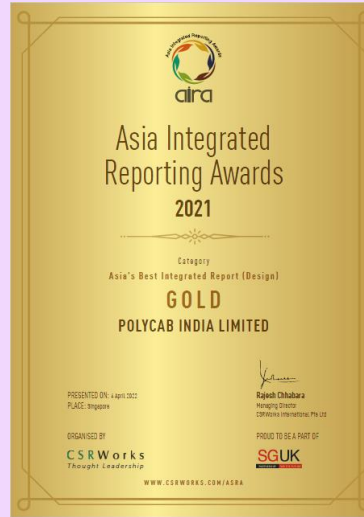 Asia Integrated Reporting Awards
aira
Asia Integrated
Reporting Awards
2021
Category
Asia's Best Integrated Report (Design)
GOLD
POLYCAB INDIA LIMITED
PRESENTED ON: 6 April 2022
PLACE: Singapore
Rajesh Chhabara
Managing Director
CSRWorks International Pte Ltd
ORGANISED BY
CSRWorks
Thought Leadership
PROUD TO BE A PART OF
SGUK
WWW.CSRWORKS.COM/ASRA